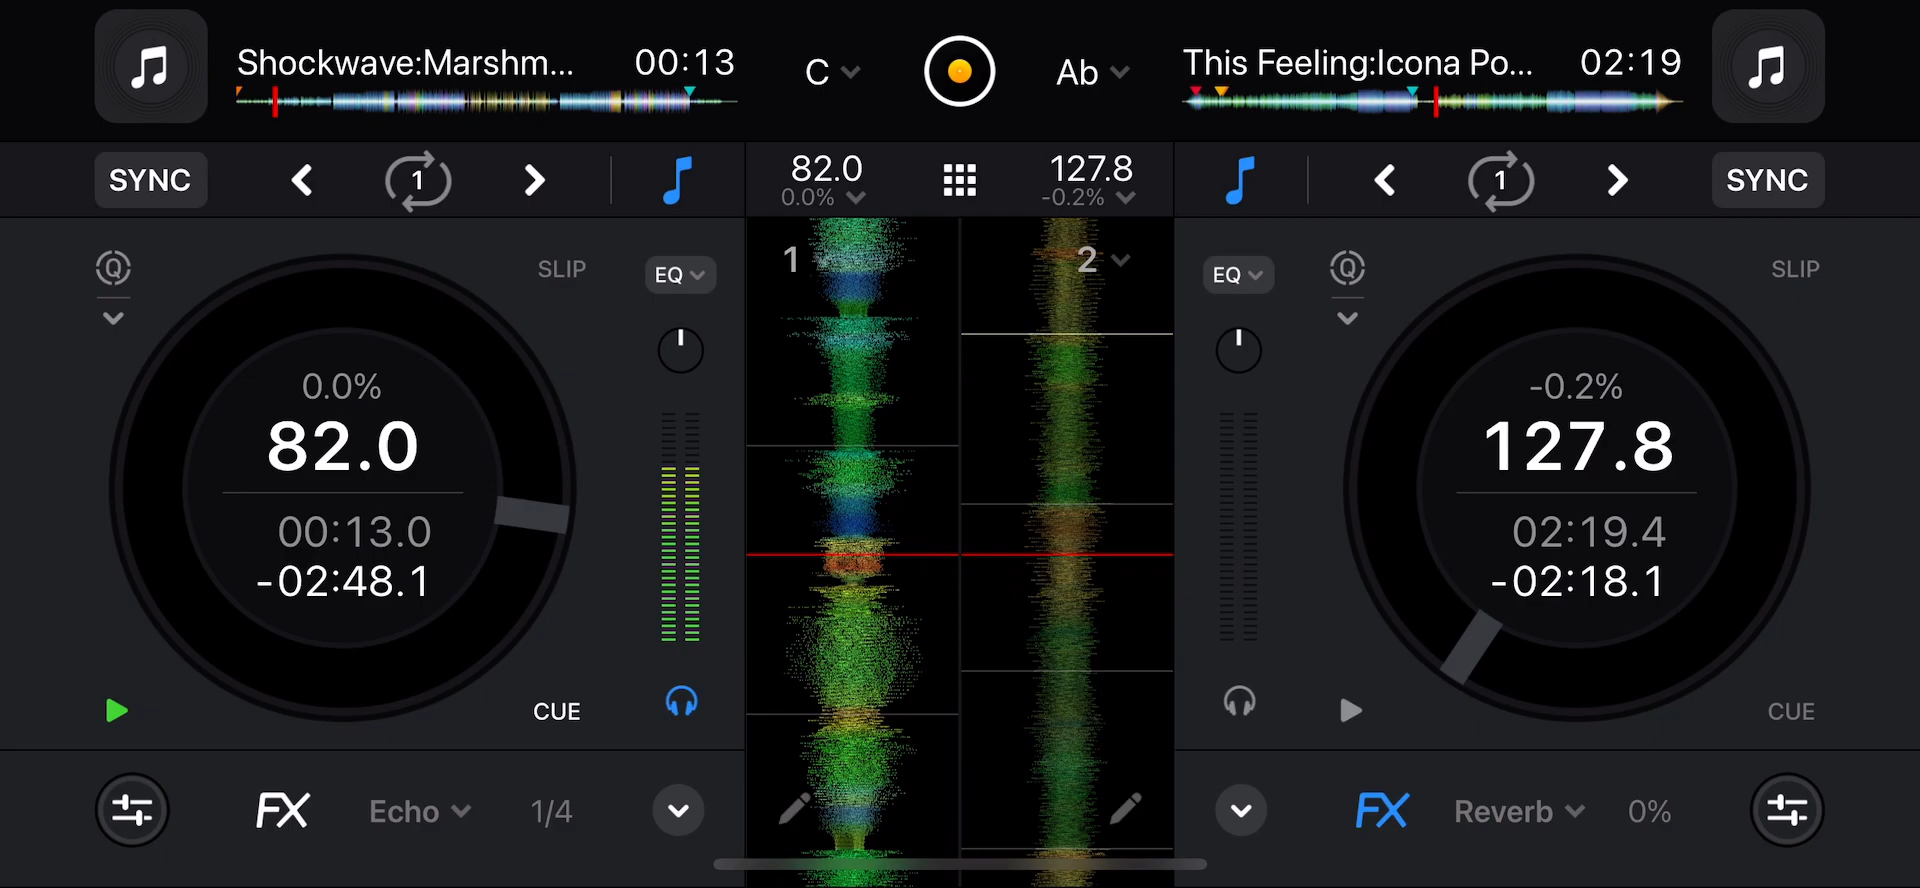 Shockwave:Marshm... 00:13
C
Ab
This Feeling:Icona Po... 02:19
SYNC
1
82.0
0.0%
127.8
-0.2%
1
SYNC
Q
SLIP
EQ
1
2
EQ
Q
SLIP
0.0%
82.0
00:13.0
-02:48.1
-0.2%
127.8
02:19.4
-02:18.1
CUE
CUE
FX Echo 1/4
FX Reverb 0%